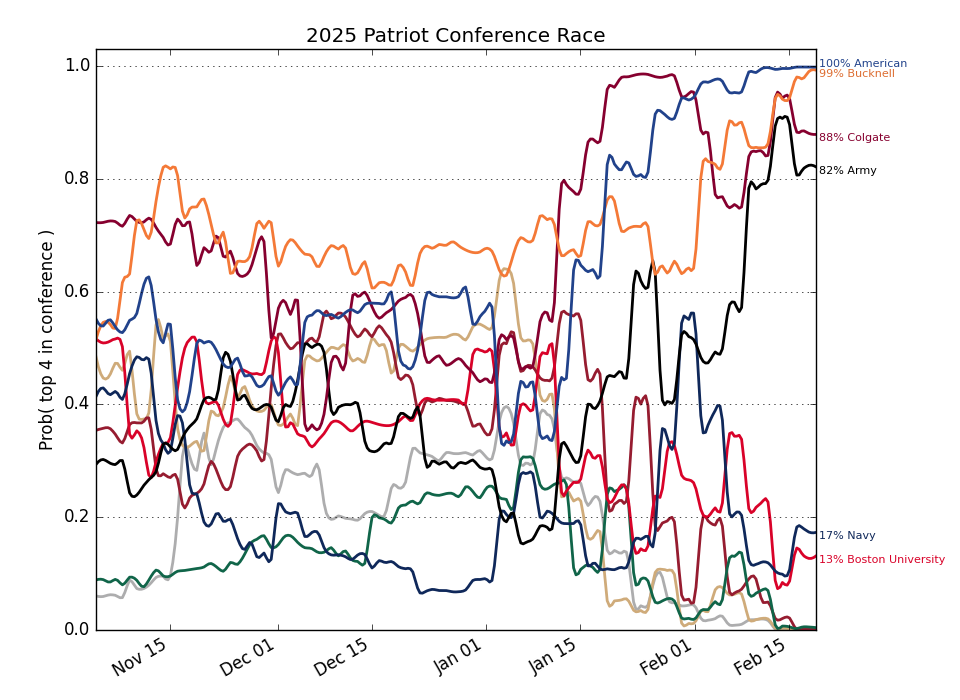 2025 Patriot Conference Race
Prob( top 4 in conference )
1.0
0.8
0.6
0.4
0.2
0.0
Nov 15
Dec 01
Dec 15
Jan 01
Jan 15
Feb 01
Feb 15
100% American
99% Bucknell
88% Colgate
82% Army
17% Navy
13% Boston University